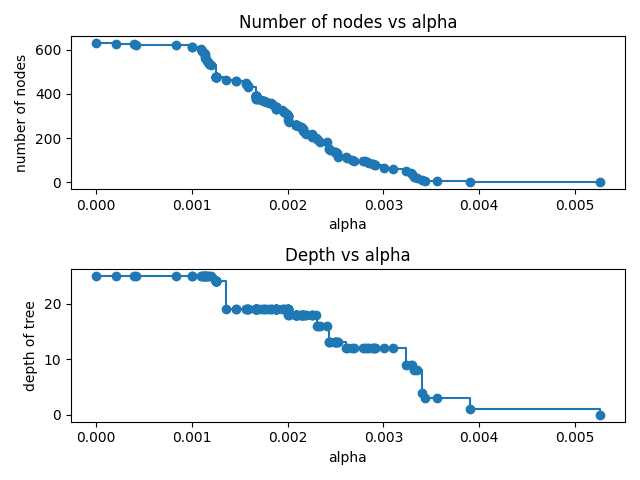 Number of nodes vs alpha
number of nodes
600
400
200
0
0.000 0.001 0.002 0.003 0.004 0.005
alpha
Depth vs alpha
depth of tree
20
10
0
0.000 0.001 0.002 0.003 0.004 0.005
alpha